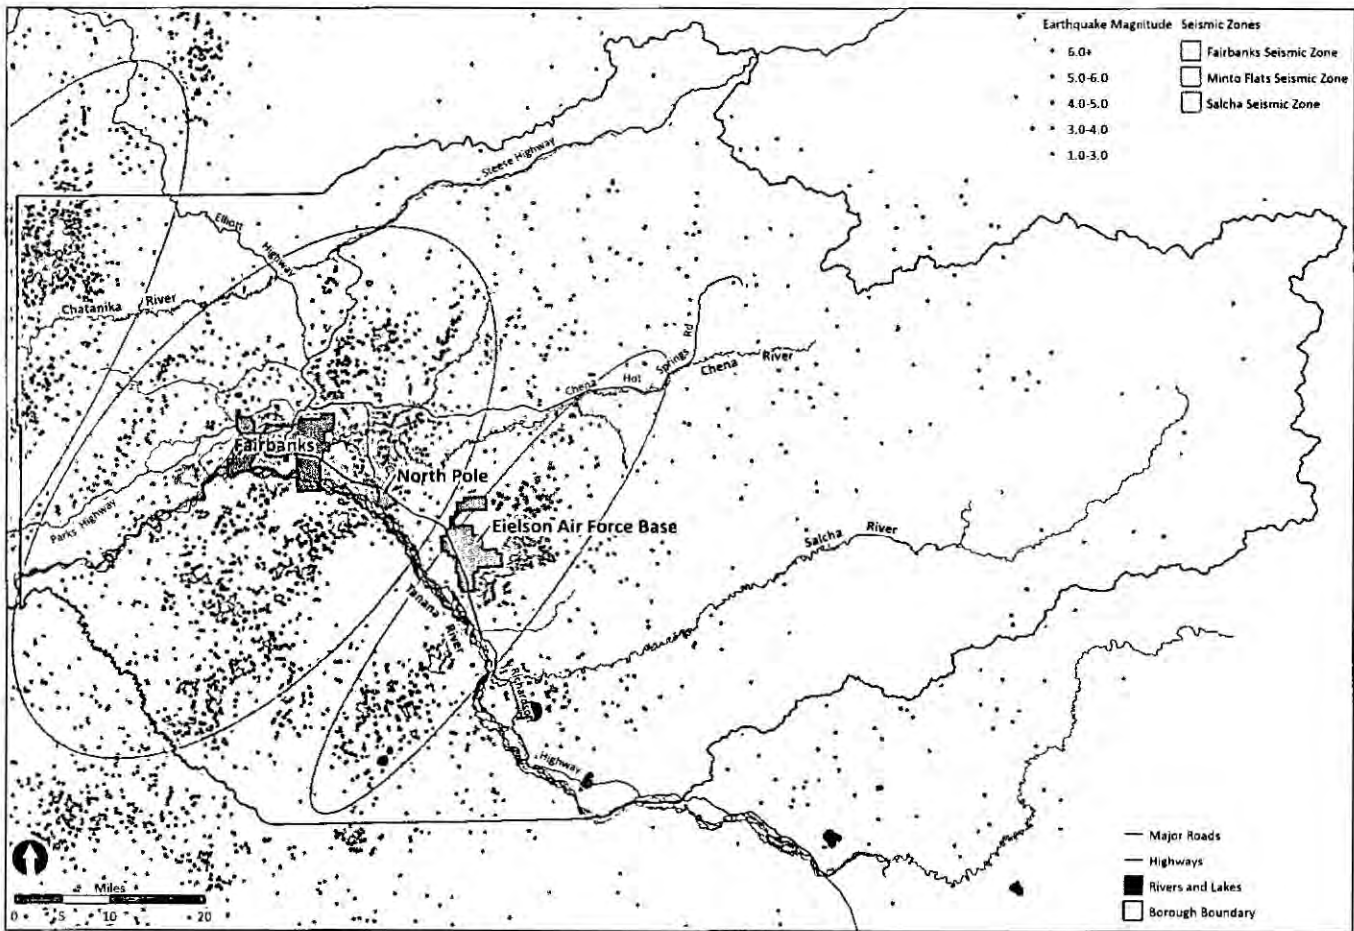 Earthquake Magnitude Seismic Zones
6.0+
Fairbanks Seismic Zone
5.0-6.0
Minto Flats Seismic Zone
4.0-5.0
Salcha Seismic Zone
3.0-4.0
1.0-3.0
Steese Highway
Elliott
Highway
Chatanika River
Chena Hot Springs Rd
Chena River
Fairbanks
North Pole
Parks Highway
Eielson Air Force Base
Salcha River
Tanana River
Richardson
Highway
Major Roads
Highways
Miles
Rivers and Lakes
0 5 10 20
Borough Boundary